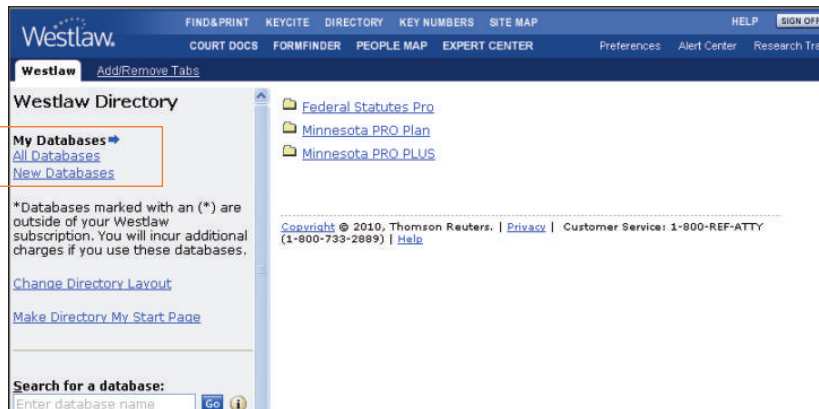 Westlaw.
FIND&PRINT KEYCITE DIRECTORY KEY NUMBERS SITE MAP
HELP SIGN OFF
COURT DOCS FORMFINDER PEOPLE MAP EXPERT CENTER
Preferences Alert Center Research Tra
Westlaw Add/Remove Tabs
Westlaw Directory
My Databases
All Databases
New Databases
*Databases marked with an (*) are
outside of your Westlaw
subscription. You will incur additional
charges if you use these databases.
Change Directory Layout
Make Directory My Start Page
Search for a database:
Enter database name Go i
Federal Statutes Pro
Minnesota PRO Plan
Minnesota PRO PLUS
Copyright © 2010, Thomson Reuters. | Privacy | Customer Service: 1-800-REF-ATTY
(1-800-733-2889) | Help